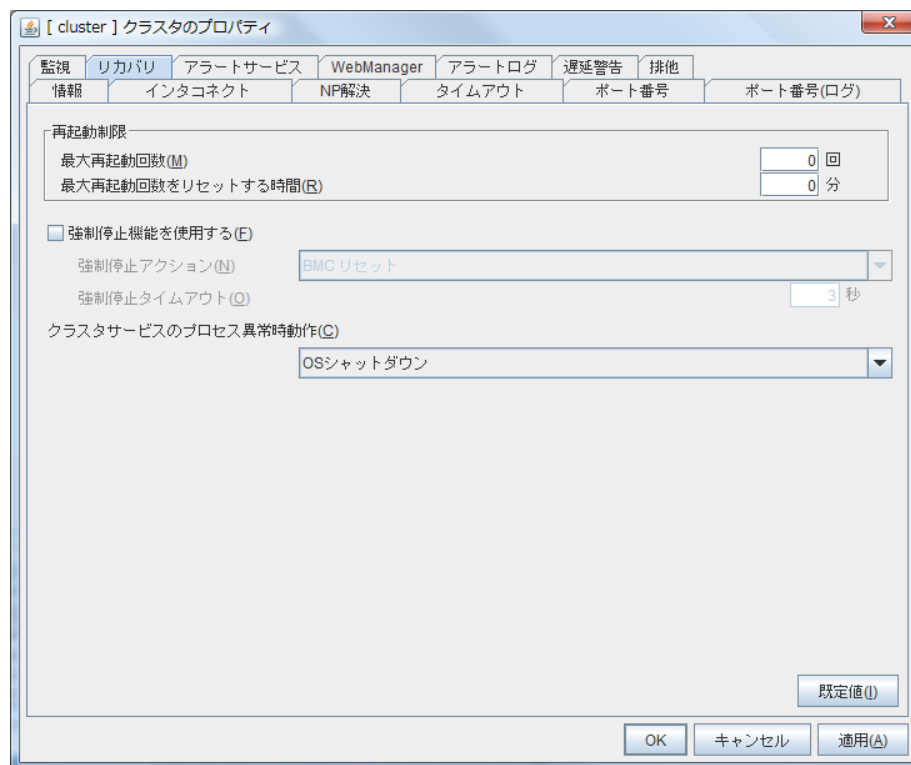 [ cluster ] クラスタのプロパティ
監視 リカバリ アラートサービス WebManager アラートログ 遅延警告 排他
情報 インタコネクト NP解決 タイムアウト ポート番号 ポート番号(ログ)
再起動制限
最大再起動回数(M) 0 回
最大再起動回数をリセットする時間(R) 0 分
強制停止機能を使用する(F)
強制停止アクション(N) BMC リセット
強制停止タイムアウト(O) 3 秒
クラスタサービスのプロセス異常時動作(C)
OSシャットダウン
既定値(I)
OK キャンセル 適用(A)